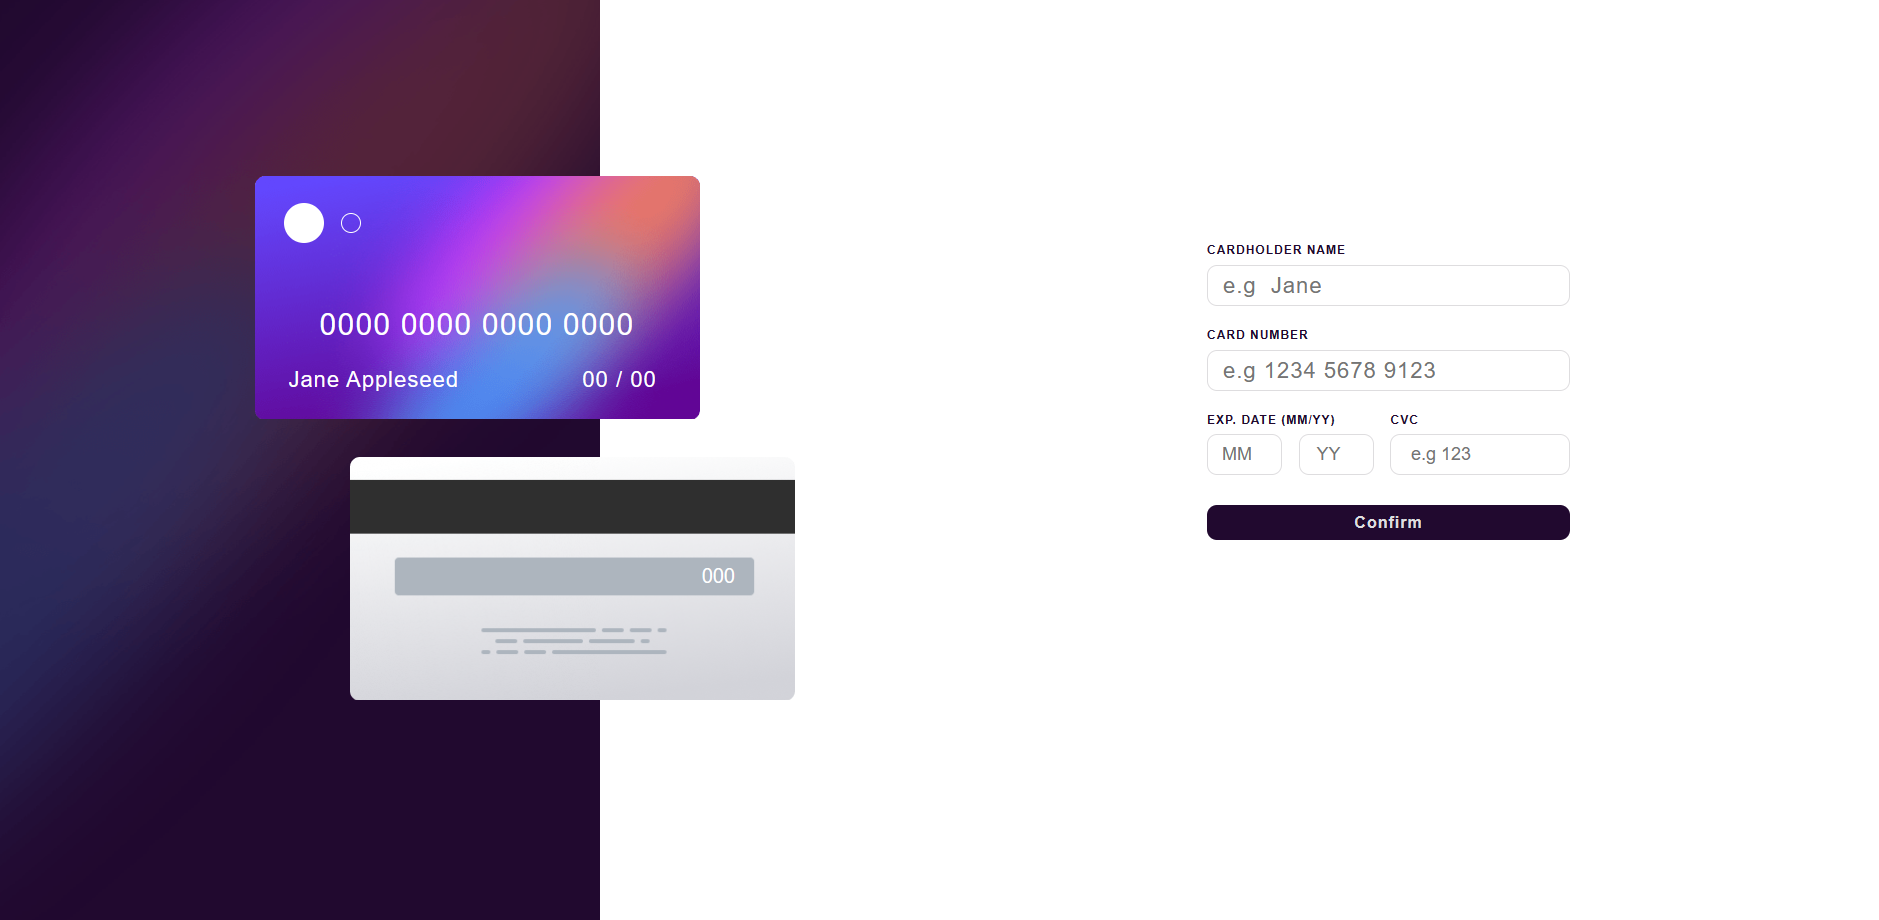 0000 0000 0000 0000
Jane Appleseed 00 / 00
000
CARDHOLDER NAME
e.g  Jane
CARD NUMBER
e.g 1234 5678 9123
EXP. DATE (MM/YY) CVC
MM YY e.g 123
Confirm